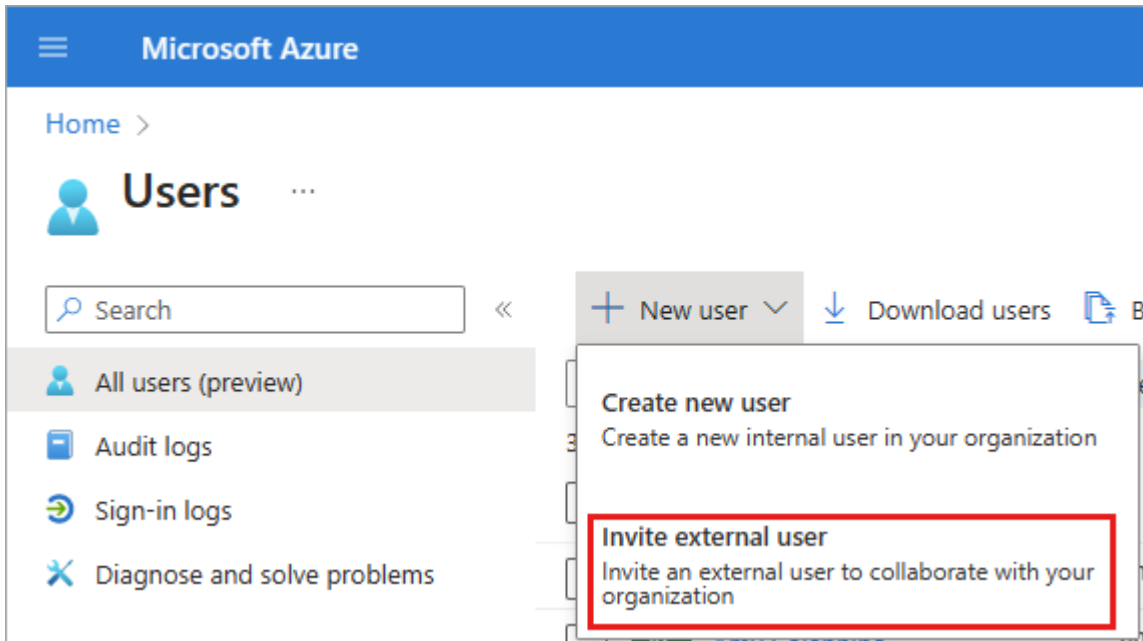 Microsoft Azure
Home >
Users ...
Search «
New user Download users B
All users (preview)
Audit logs
Sign-in logs
Diagnose and solve problems
Create new user
Create a new internal user in your organization
3
Invite external user
Invite an external user to collaborate with your
organization